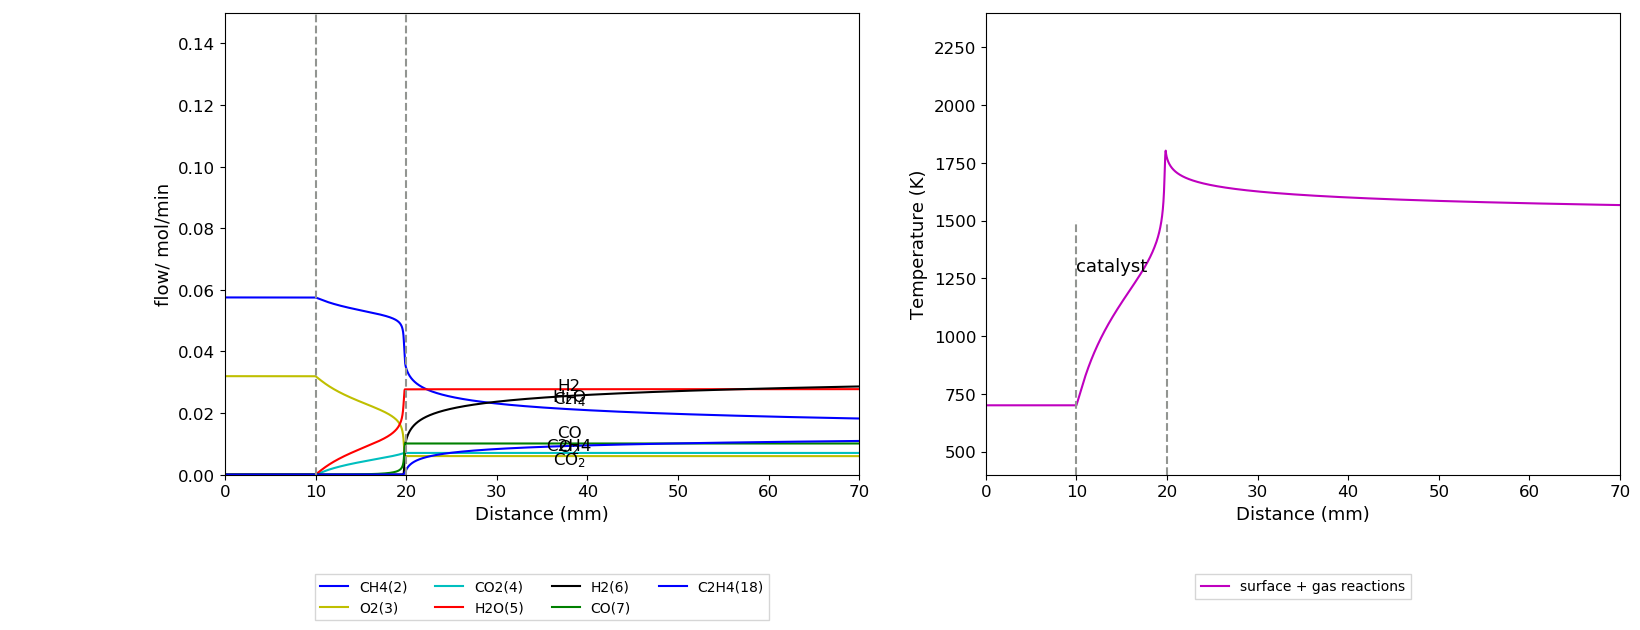 0.14
0.12
0.10
0.08
0.06
0.04
0.02
0.00
flow/ mol/min
H2
CO
C2H4
CO₂
0 10 20 30 40 50 60 70
Distance (mm)
CH4(2) CO2(4) H2(6) C2H4(18)
O2(3) H2O(5) CO(7)
2250
2000
1750
1500
1250
1000
750
500
Temperature (K)
catalyst
0 10 20 30 40 50 60 70
Distance (mm)
surface + gas reactions